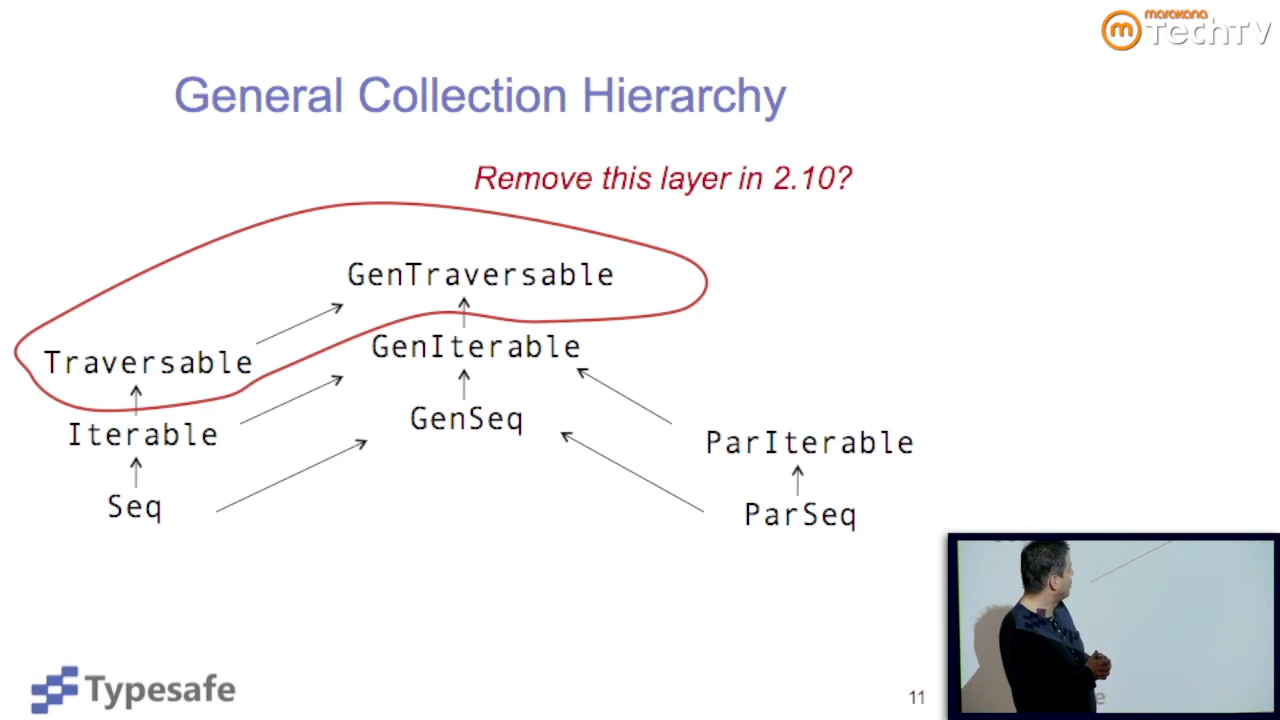 marakana
TechTV
General Collection Hierarchy
Remove this layer in 2.10?
GenTraversable
Traversable
GenIterable
Iterable
GenSeq
ParIterable
Seq
ParSeq
Typesafe
11